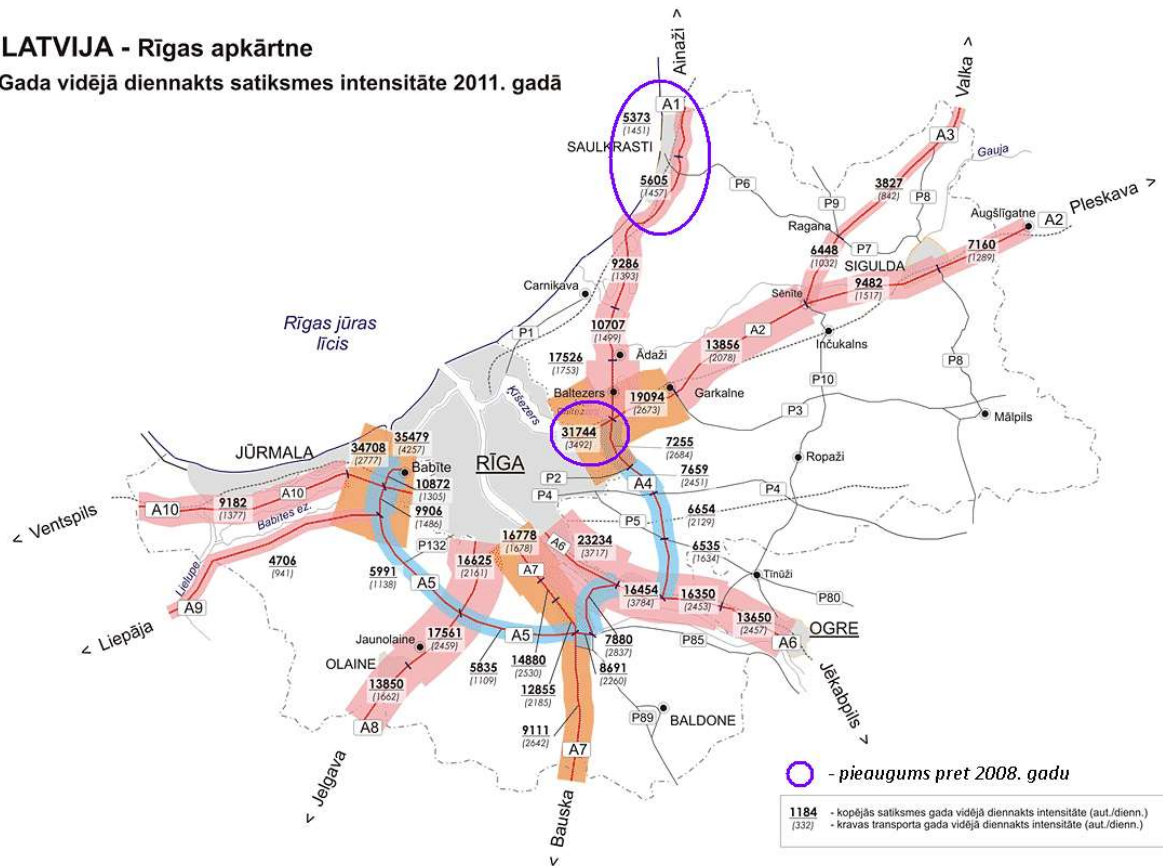 LATVIJA - Rīgas apkārtne
Gada vidējā diennakts satiksmes intensitāte 2011. gadā
Ainaži >
Valka >
Pleskava >
A1
5373
(1451)
SAULKRASTI
5605
(1457)
A3
Gauja
3827
(842)
P6
P9
P8
Augšlīgatne
A2
Ragana
6448
(1032)
P7
SIGULDA
7160
(1289)
9482
(1517)
9286
(1393)
Carnikava
Sēnīte
Rīgas jūras
līcis
P1
10707
(1499)
A2
13856
(2078)
Inčukalns
17526
(1753)
Ādaži
P8
Ķīšezers
Baltezers
19094
(2673)
Garkalne
P10
P3
Mālpils
31744
(3492)
7255
(2684)
JŪRMALA
34708
(2777)
35479
(4257)
Babīte
RĪGA
P2
P4
A4
7659
(2451)
Ropaži
P4
10872
(1305)
A10
9182
(1377)
A10
Babītes ez.
9906
(1486)
P5
6654
(2129)
< Ventspils
P132
16778
(1678)
A6
23234
(3717)
6535
(1634)
Lielupe
4706
(941)
5991
(1138)
A5
16625
(2161)
A7
Tīnūži
A9
16454
(3784)
16350
(2453)
P80
< Liepāja
13650
(2457)
OGRE
Jaunolaine
17561
(2459)
A5
P85
A6
OLAINE
5835
(1109)
14880
(2530)
7880
(2837)
8691
(2260)
13850
(1662)
12855
(2185)
Jēkabpils >
A8
P89
BALDONE
9111
(2642)
A7
< Jelgava
< Bauska
- pieaugums pret 2008. gadu
1184 - kopējās satiksmes gada vidējā diennakts intensitāte (aut./dienn.)
(332) - kravas transporta gada vidējā diennakts intensitāte (aut./dienn.)